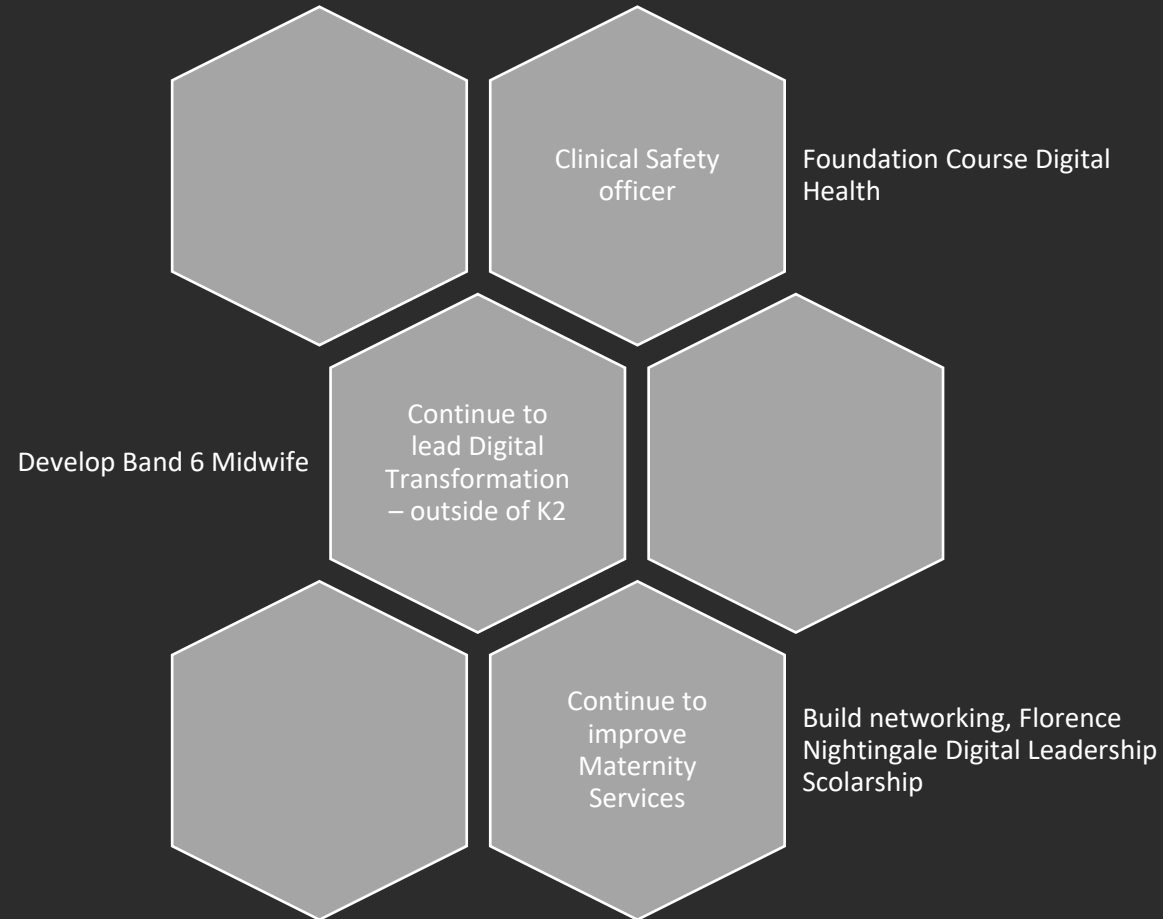 Clinical Safety
officer
Foundation Course Digital
Health
Develop Band 6 Midwife
Continue to
lead Digital
Transformation
– outside of K2
Continue to
improve
Maternity
Services
Build networking, Florence
Nightingale Digital Leadership
Scolarship